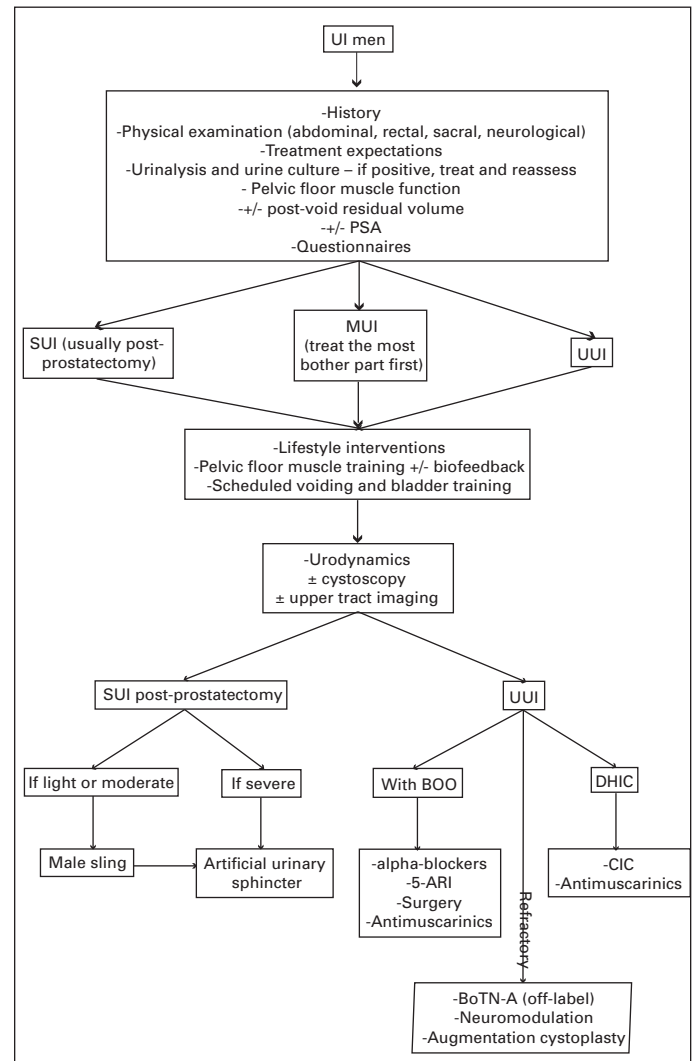 UI men
-History
-Physical examination (abdominal, rectal, sacral, neurological)
-Treatment expectations
-Urinalysis and urine culture – if positive, treat and reassess
- Pelvic floor muscle function
-+/- post-void residual volume
-+/- PSA
-Questionnaires
SUI (usually post-
prostatectomy)
MUI
(treat the most
bother part first)
UUI
-Lifestyle interventions
-Pelvic floor muscle training +/- biofeedback
-Scheduled voiding and bladder training
-Urodynamics
± cystoscopy
± upper tract imaging
SUI post-prostatectomy
UUI
If light or moderate
If severe
With BOO
DHIC
Male sling
Artificial urinary
sphincter
-alpha-blockers
-5-ARI
-Surgery
-Antimuscarinics
-CIC
-Antimuscarinics
Refractory
-BoTN-A (off-label)
-Neuromodulation
-Augmentation cystoplasty